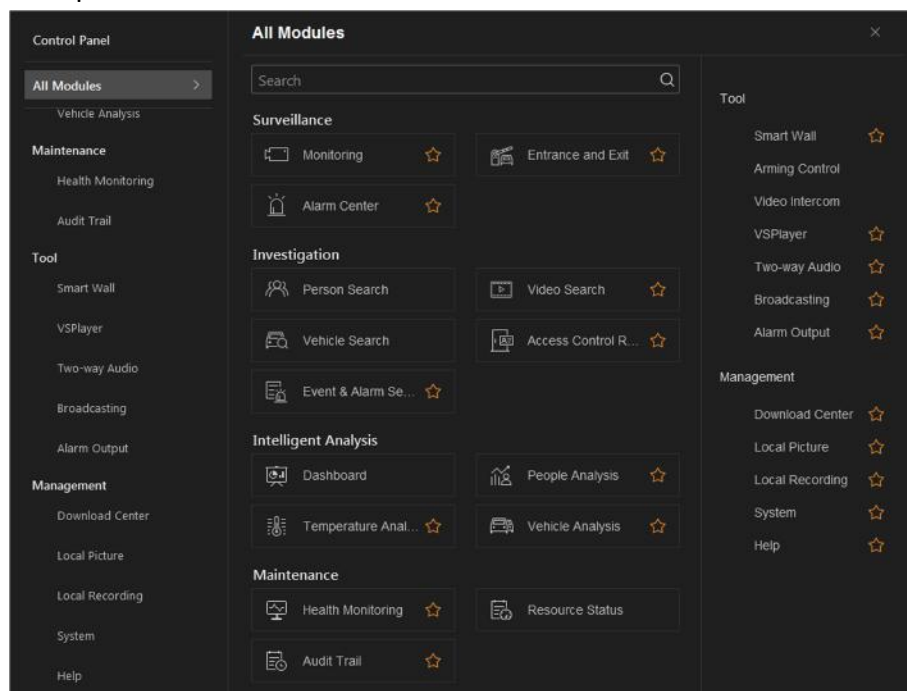 Control Panel
All Modules
Vehicle Analysis
Maintenance
Health Monitoring
Audit Trail
Tool
Smart Wall
VSPlayer
Two-way Audio
Broadcasting
Alarm Output
Management
Download Center
Local Picture
Local Recording
System
Help
All Modules
Search
Surveillance
Monitoring
Entrance and Exit
Alarm Center
Investigation
Person Search
Video Search
Vehicle Search
Access Control R...
Event & Alarm Se...
Intelligent Analysis
Dashboard
People Analysis
Temperature Anal...
Vehicle Analysis
Maintenance
Health Monitoring
Resource Status
Audit Trail
Tool
Smart Wall
Arming Control
Video Intercom
VSPlayer
Two-way Audio
Broadcasting
Alarm Output
Management
Download Center
Local Picture
Local Recording
System
Help